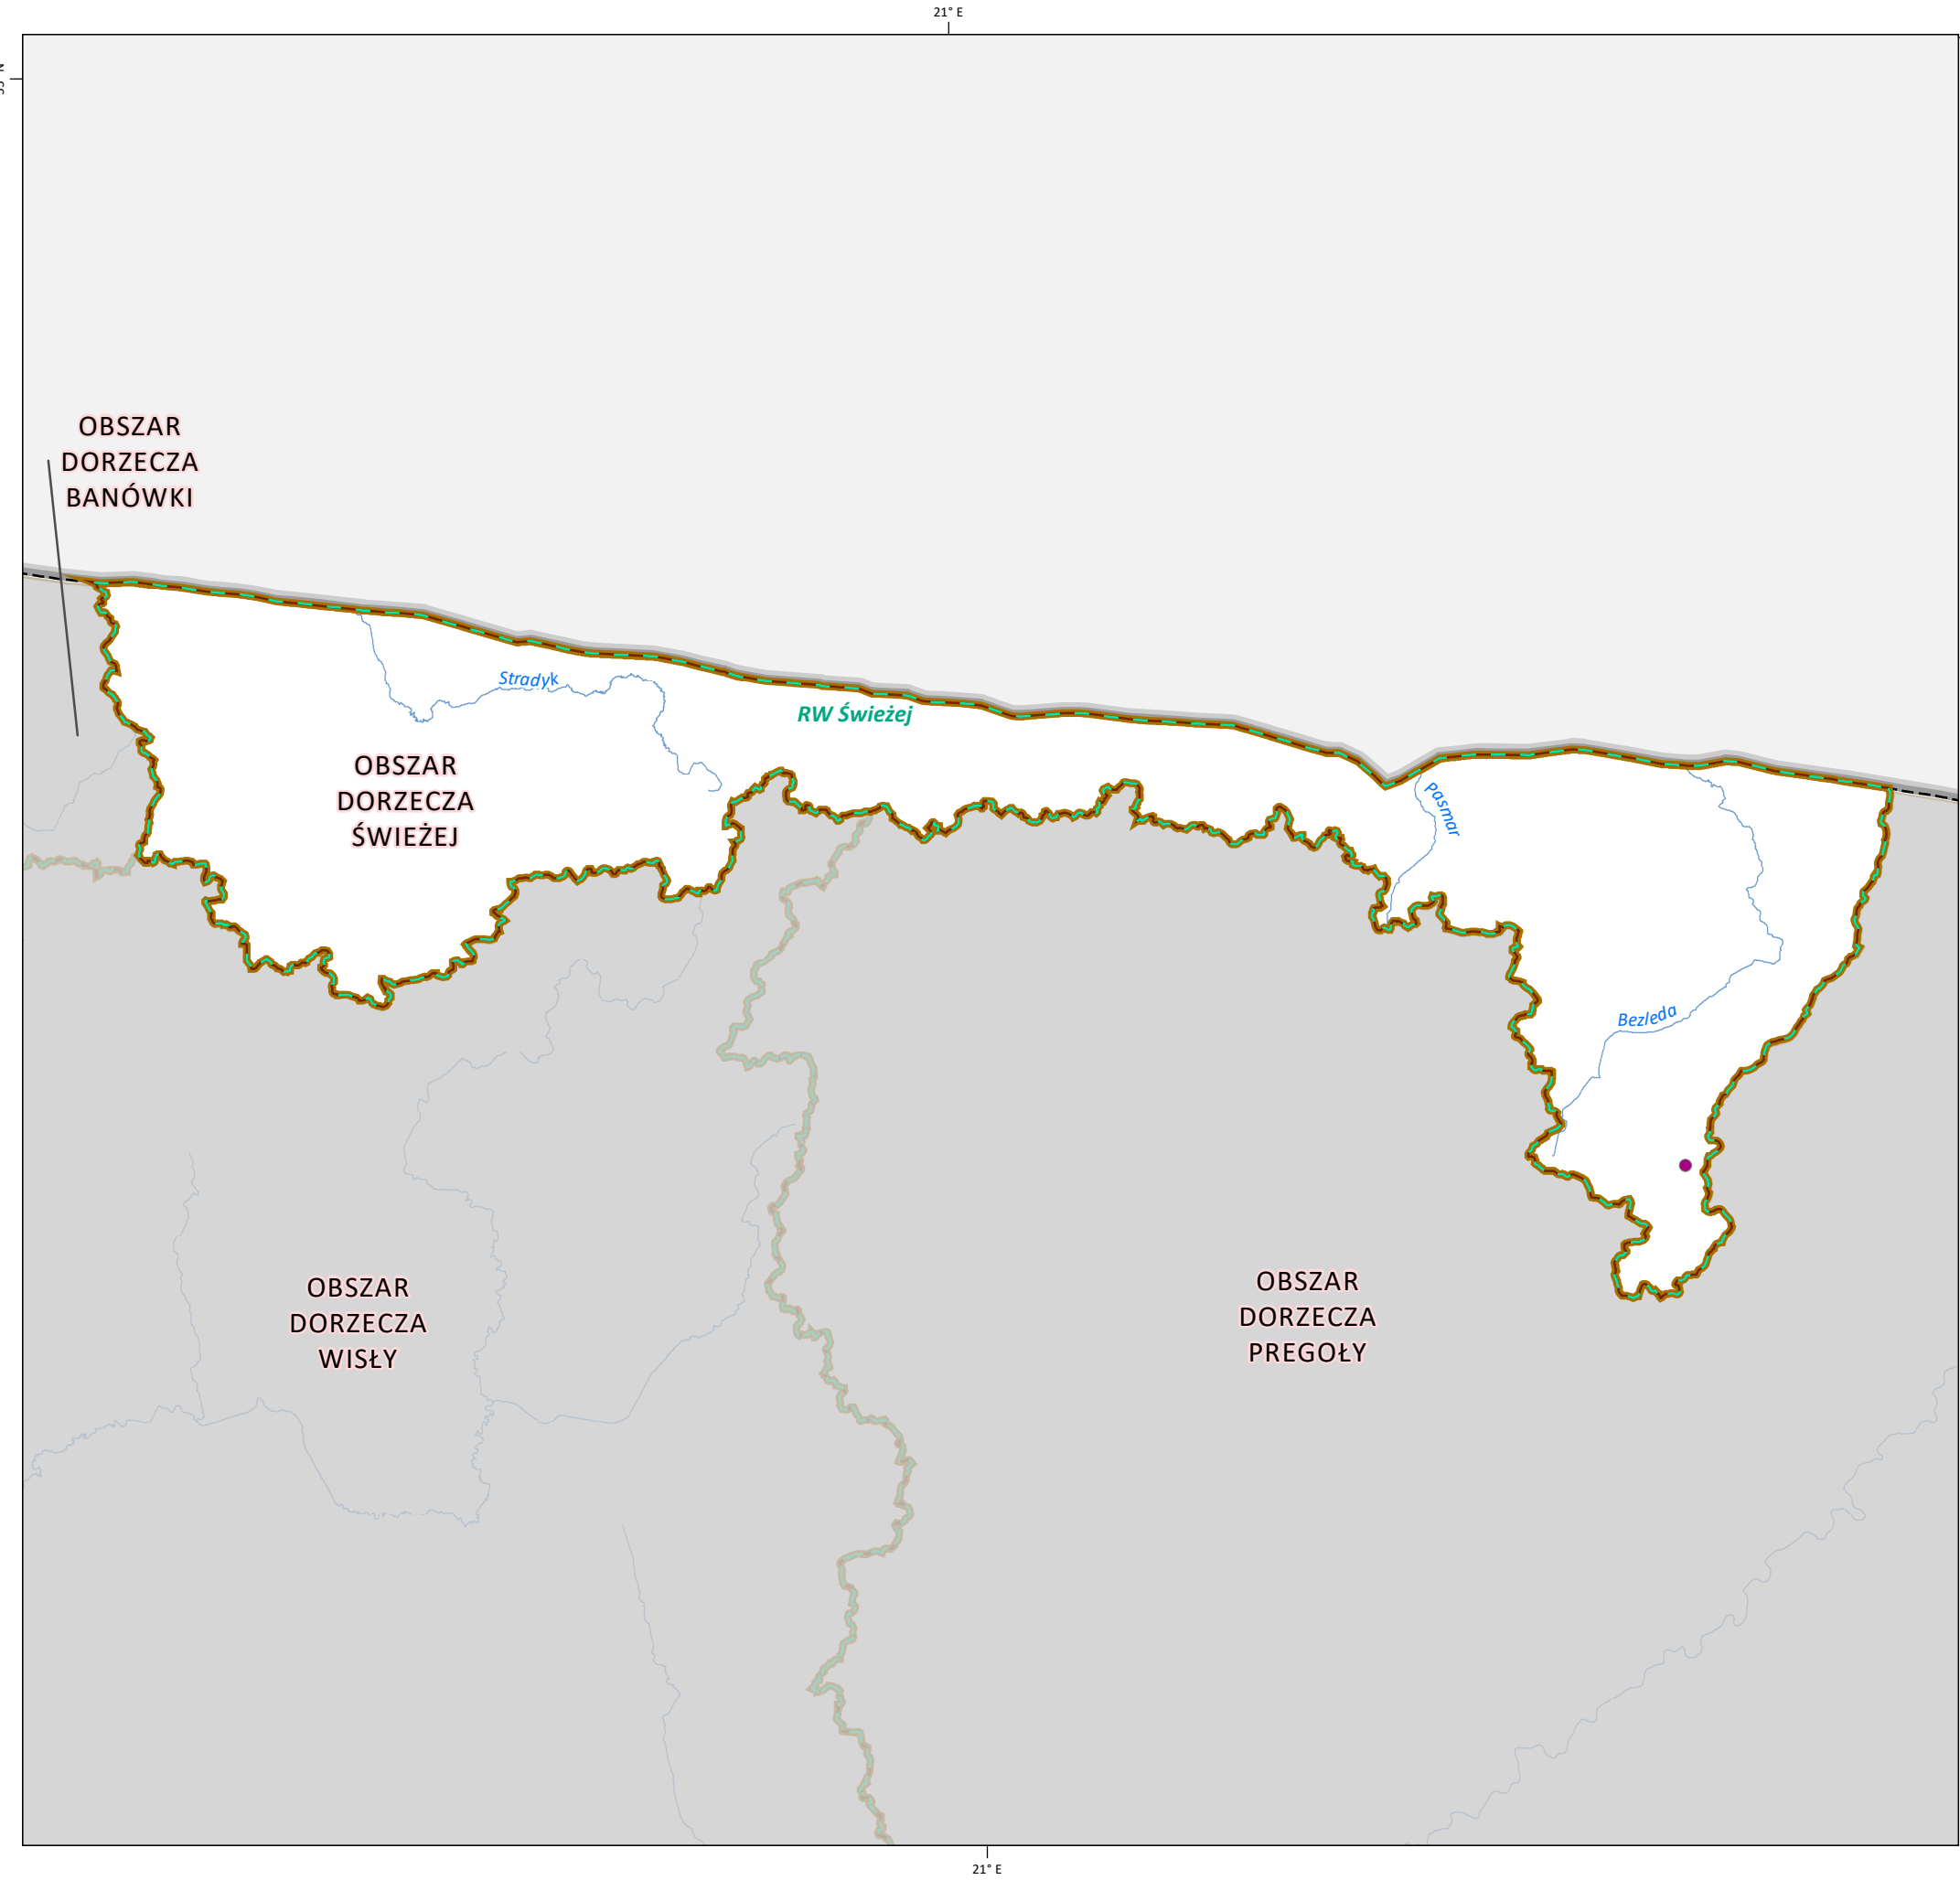 21° E
OBSZAR
DORZECZA
BANÓWKI
Stradyk
RW Świeżej
OBSZAR
DORZECZA
ŚWIEŻEJ
Pasmar
Bezleda
OBSZAR
DORZECZA
WISŁY
OBSZAR
DORZECZA
PREGOŁY
21° E